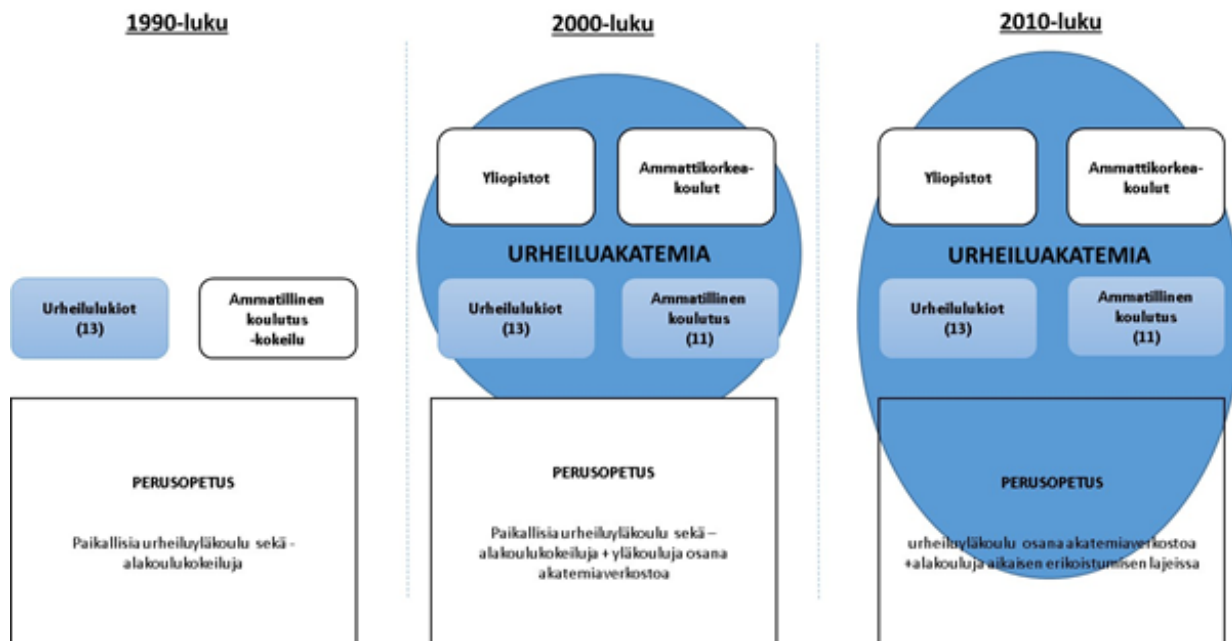 1990-luku
Urheilulukiot
(13)
Ammatillinen
koulutus
-kokeilu
PERUSOPETUS
Paikallisia urheiluyläkoulu sekä -
alakoulukokeiluja
2000-luku
Yliopistot
Ammattikorkea-
koulut
URHEILUAKATEMIA
Urheilulukiot
(13)
Ammatillinen
koulutus
(11)
PERUSOPETUS
Paikallisia urheiluyläkoulu sekä –
alakoulukokeiluja + yläkouluja osana
akatemiaverkostoa
2010-luku
Yliopistot
Ammattikorkea-
koulut
URHEILUAKATEMIA
Urheilulukiot
(13)
Ammatillinen
koulutus
(11)
PERUSOPETUS
urheiluyläkoulu osana akatemiaverkostoa
+alakouluja aikaisen erikoistumisen lajeissa